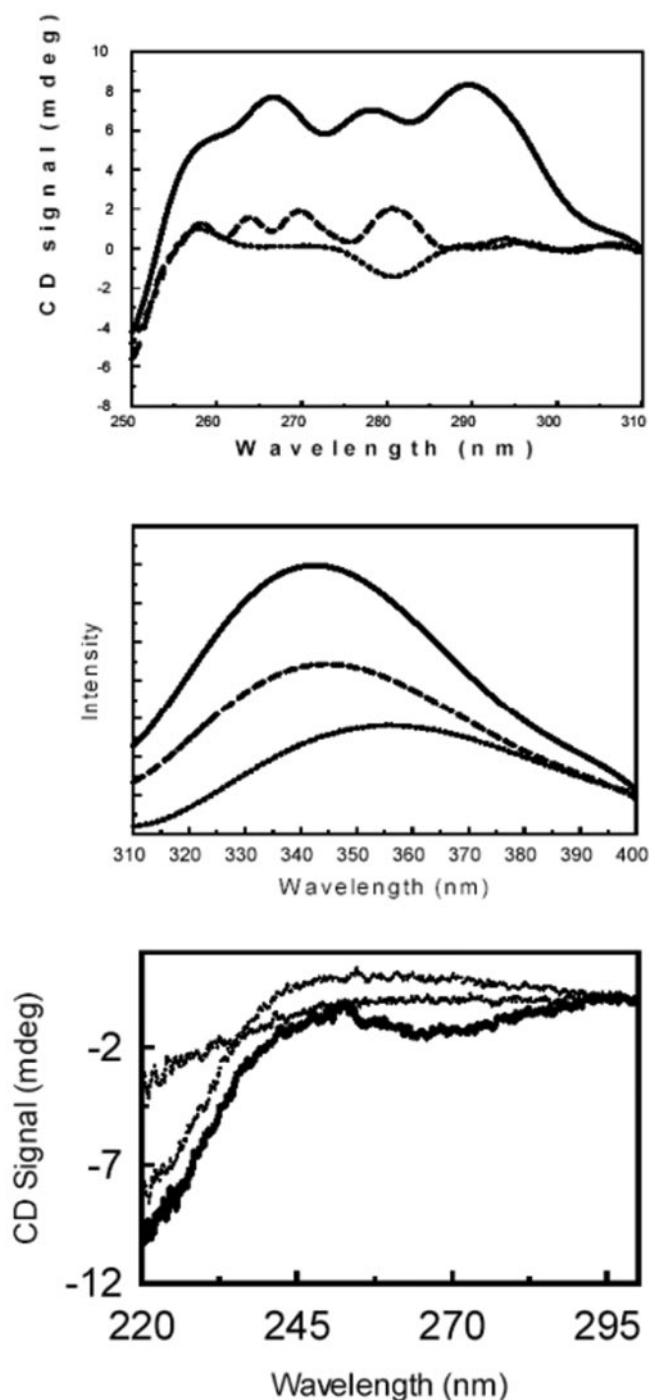 10
8
6
4
2
0
-2
-4
-6
-8
CD signal (mdeg)
250 260 270 280 290 300 310
Wavelength (nm)
Intensity
310 320 330 340 350 360 370 380 390 400
Wavelength (nm)
CD Signal (mdeg)
-2
-7
-12
220 245 270 295
Wavelength (nm)